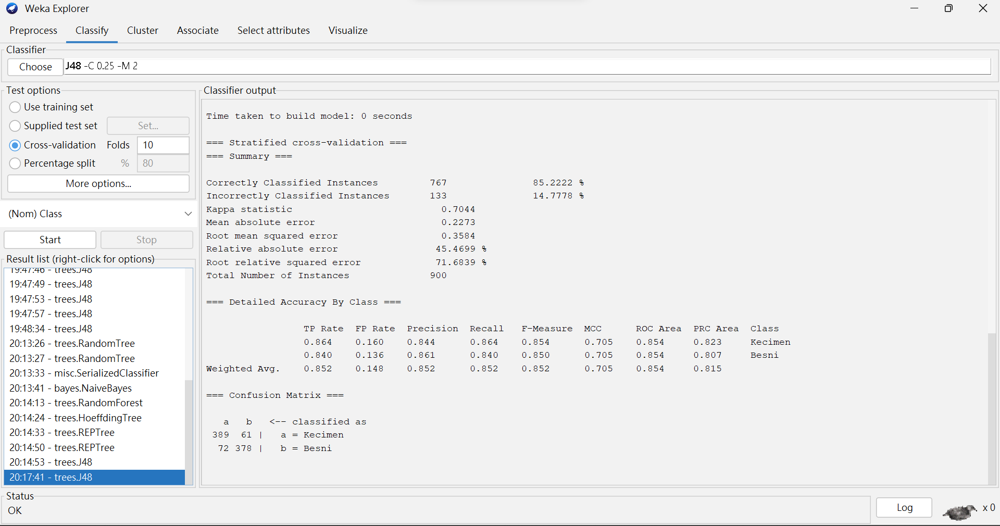 Weka Explorer
Preprocess Classify Cluster Associate Select attributes Visualize
Classifier
Choose J48 -C 0.25 -M 2
Test options
Use training set
Supplied test set Set...
Cross-validation Folds 10
Percentage split % 80
More options...
(Nom) Class
Start Stop
Result list (right-click for options)
19:47:46 - trees.J48
19:47:49 - trees.J48
19:47:53 - trees.J48
19:47:57 - trees.J48
19:48:34 - trees.J48
20:13:26 - trees.RandomTree
20:13:27 - trees.RandomTree
20:13:33 - misc.SerializedClassifier
20:13:41 - bayes.NaiveBayes
20:14:13 - trees.RandomForest
20:14:24 - trees.HoeffdingTree
20:14:33 - trees.REPTree
20:14:50 - trees.REPTree
20:14:53 - trees.J48
20:17:41 - trees.J48
Classifier output
Time taken to build model: 0 seconds
=== Stratified cross-validation ===
=== Summary ===
Correctly Classified Instances 767 85.2222 %
Incorrectly Classified Instances 133 14.7778 %
Kappa statistic 0.7044
Mean absolute error 0.2273
Root mean squared error 0.3584
Relative absolute error 45.4699 %
Root relative squared error 71.6839 %
Total Number of Instances 900
=== Detailed Accuracy By Class ===
TP Rate FP Rate Precision Recall F-Measure MCC ROC Area PRC Area Class
0.864 0.160 0.844 0.864 0.854 0.705 0.854 0.823 Kecimen
0.840 0.136 0.861 0.840 0.850 0.705 0.854 0.807 Besni
Weighted Avg. 0.852 0.148 0.852 0.852 0.852 0.705 0.854 0.815
=== Confusion Matrix ===
a b <-- classified as
389 61 | a = Kecimen
72 378 | b = Besni
Status
OK
Log x 0